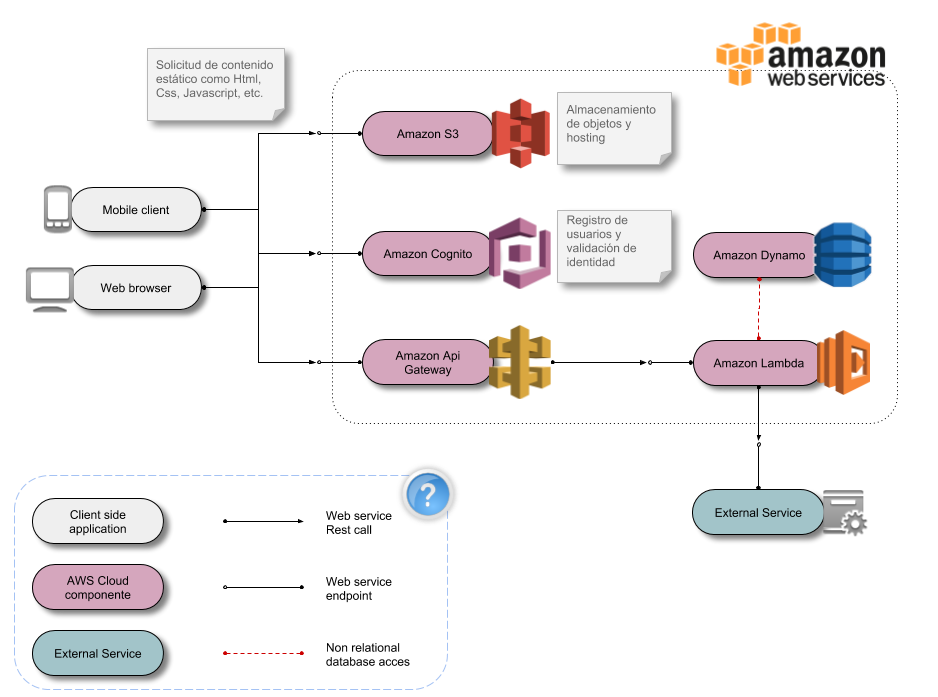 Solicitud de contenido
estático como Html,
Css, Javascript, etc.
amazon
web services
Amazon S3
Almacenamiento
de objetos y
hosting
Mobile client
Registro de
usuarios y
validación de
identidad
Amazon Cognito
Amazon Dynamo
Web browser
Amazon Api
Gateway
Amazon Lambda
?
Client side
application
Web service
Rest call
External Service
AWS Cloud
componente
Web service
endpoint
External Service
Non relational
database acces